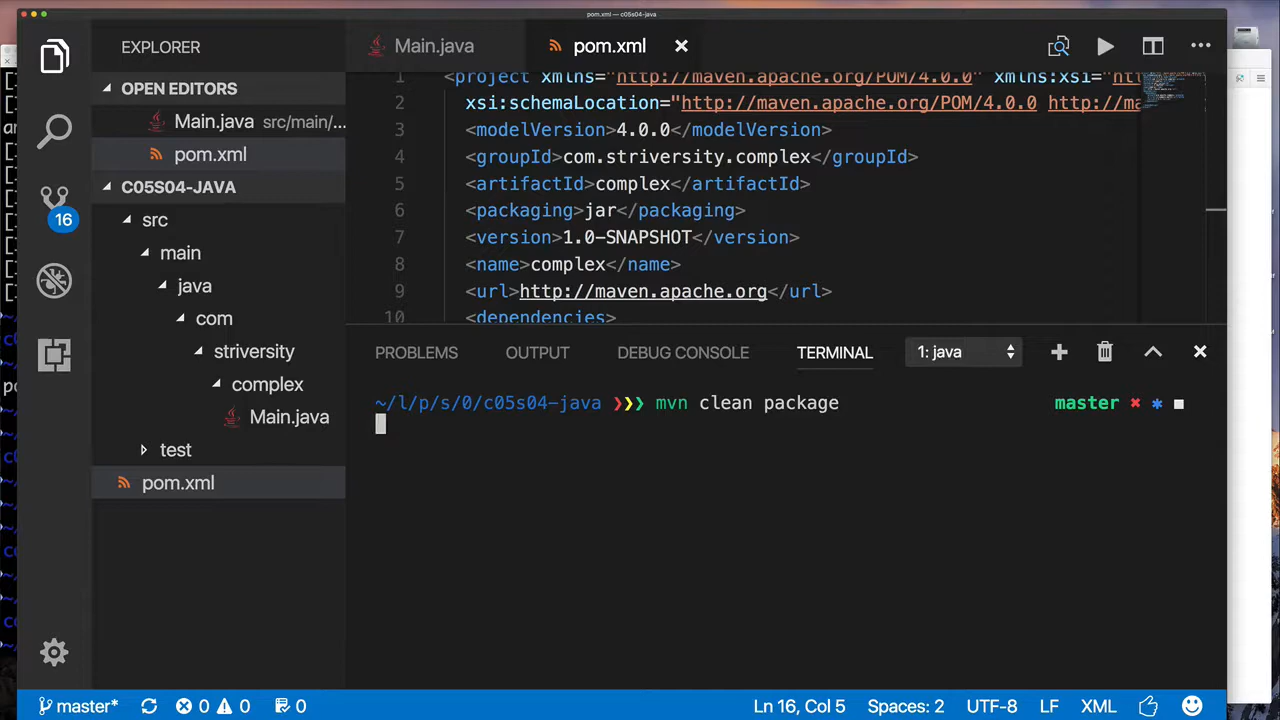 pom.xml — c05s04-java
EXPLORER
Main.java
pom.xml
OPEN EDITORS
Main.java src/main/...
pom.xml
C05S04-JAVA
src
main
java
com
striversity
complex
Main.java
test
pom.xml
16
1 <project xmlns="http://maven.apache.org/POM/4.0.0" xmlns:xsi="htt
2 xsi:schemaLocation="http://maven.apache.org/POM/4.0.0 http://ma
3 <modelVersion>4.0.0</modelVersion>
4 <groupId>com.striversity.complex</groupId>
5 <artifactId>complex</artifactId>
6 <packaging>jar</packaging>
7 <version>1.0-SNAPSHOT</version>
8 <name>complex</name>
9 <url>http://maven.apache.org</url>
10 <dependencies>
PROBLEMS OUTPUT DEBUG CONSOLE TERMINAL 1: java
~/l/p/s/0/c05s04-java ❯❯❯ mvn clean package master ✖ ✱ ◼
master* 0 0 0 Ln 16, Col 5 Spaces: 2 UTF-8 LF XML